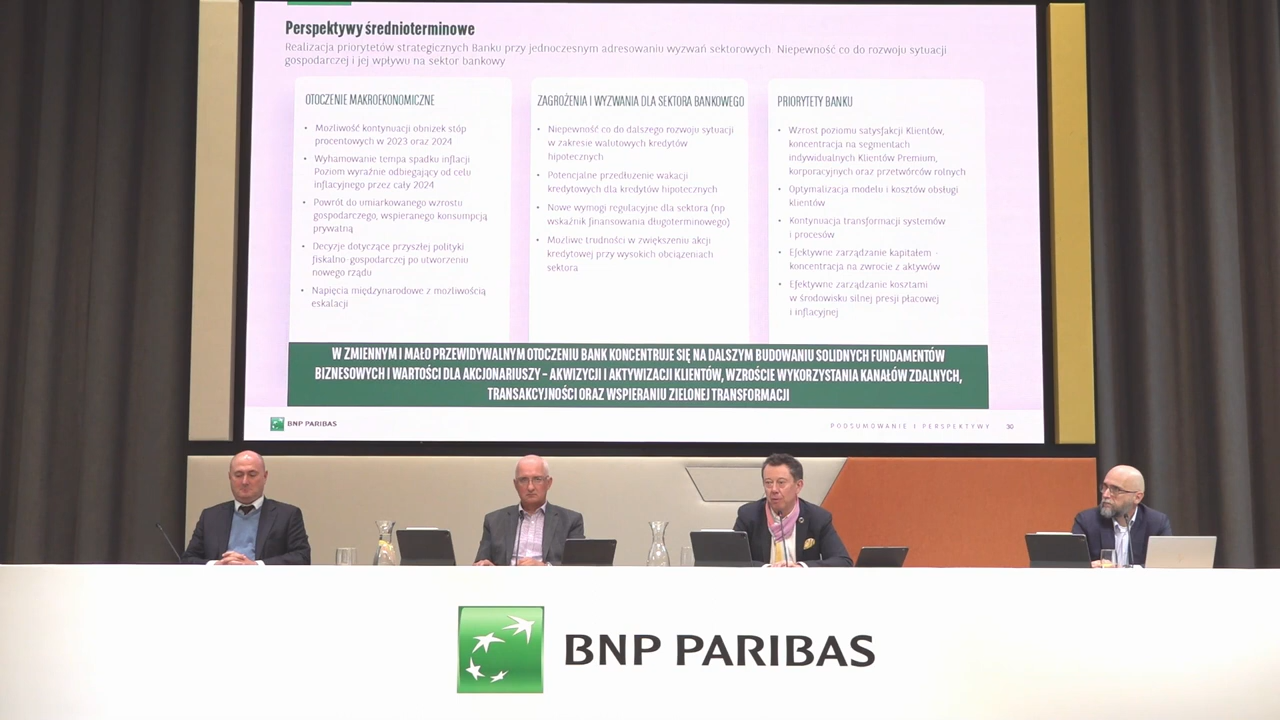 Perspektywy średnioterminowe
Realizacja priorytetów strategicznych Banku przy jednoczesnym adresowaniu wyzwań sektorowych. Niepewność co do rozwoju sytuacji
gospodarczej i jej wpływu na sektor bankowy
OTOCZENIE MAKROEKONOMICZNE
• Możliwość kontynuacji obniżek stóp
procentowych w 2023 oraz 2024
• Wyhamowanie tempa spadku inflacji
Poziom wyraźnie odbiegający od celu
inflacyjnego przez cały 2024
• Powrót do umiarkowanego wzrostu
gospodarczego, wspieranego konsumpcją
prywatną
• Decyzje dotyczące przyszłej polityki
fiskalno-gospodarczej po utworzeniu
nowego rządu
• Napięcia międzynarodowe z możliwością
eskalacji
ZAGROŻENIA I WYZWANIA DLA SEKTORA BANKOWEGO
• Niepewność co do dalszego rozwoju sytuacji
w zakresie walutowych kredytów
hipotecznych
• Potencjalne przedłużenie wakacji
kredytowych dla kredytów hipotecznych
• Nowe wymogi regulacyjne dla sektora (np
wskaźnik finansowania długoterminowego)
• Możliwe trudności w zwiększeniu akcji
kredytowej przy wysokich obciążeniach
sektora
PRIORYTETY BANKU
• Wzrost poziomu satysfakcji Klientów,
koncentracja na segmentach
indywidualnych Klientów Premium,
korporacyjnych oraz przetwórców rolnych
• Optymalizacja modelu i kosztów obsługi
klientów
• Kontynuacja transformacji systemów
i procesów
• Efektywne zarządzanie kapitałem -
koncentracja na zwrocie z aktywów
• Efektywne zarządzanie kosztami
w środowisku silnej presji płacowej
i inflacyjnej
W ZMIENNYM I MAŁO PRZEWIDYWALNYM OTOCZENIU BANK KONCENTRUJE SIĘ NA DALSZYM BUDOWANIU SOLIDNYCH FUNDAMENTÓW
BIZNESOWYCH I WARTOŚCI DLA AKCJONARIUSZY – AKWIZYCJI I AKTYWIZACJI KLIENTÓW, WZROŚCIE WYKORZYSTANIA KANAŁÓW ZDALNYCH,
TRANSAKCYJNOŚCI ORAZ WSPIERANIU ZIELONEJ TRANSFORMACJI
BNP PARIBAS
PODSUMOWANIE I PERSPEKTYWY 30
BNP PARIBAS